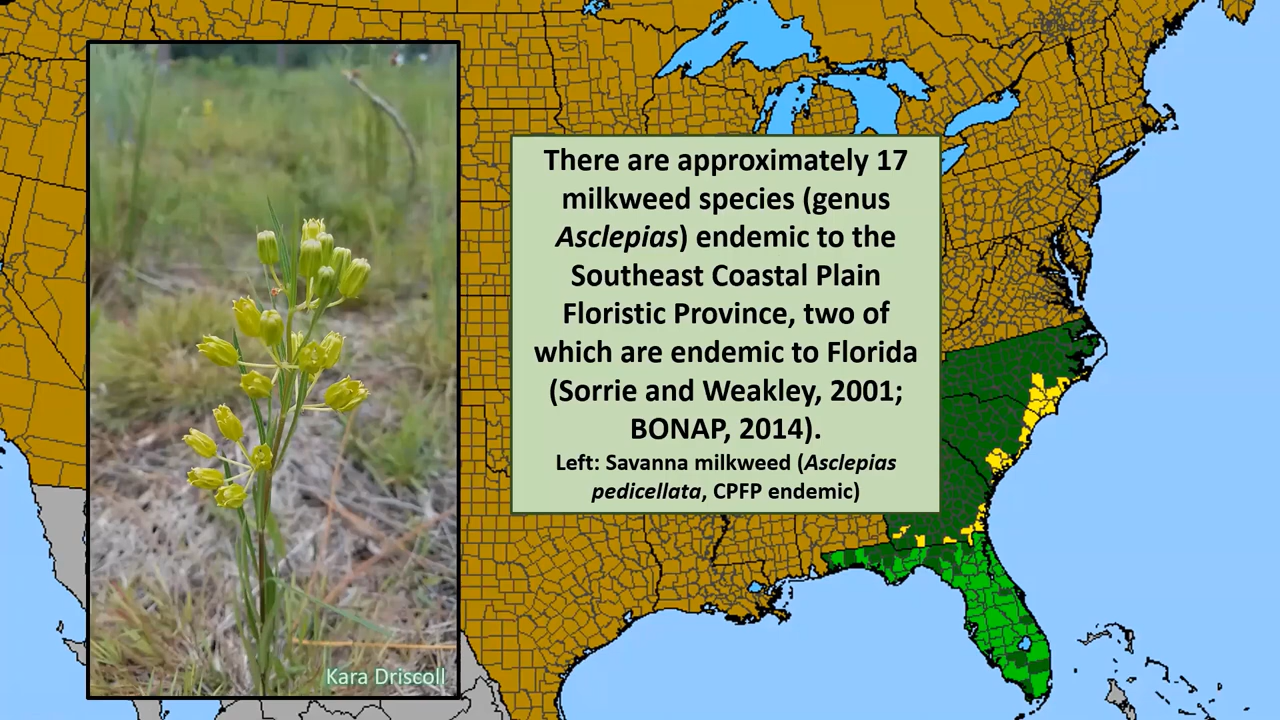 There are approximately 17
milkweed species (genus
Asclepias) endemic to the
Southeast Coastal Plain
Floristic Province, two of
which are endemic to Florida
(Sorrie and Weakley, 2001;
BONAP, 2014).
Left: Savanna milkweed (Asclepias
pedicellata, CPFP endemic)
Kara Driscoll